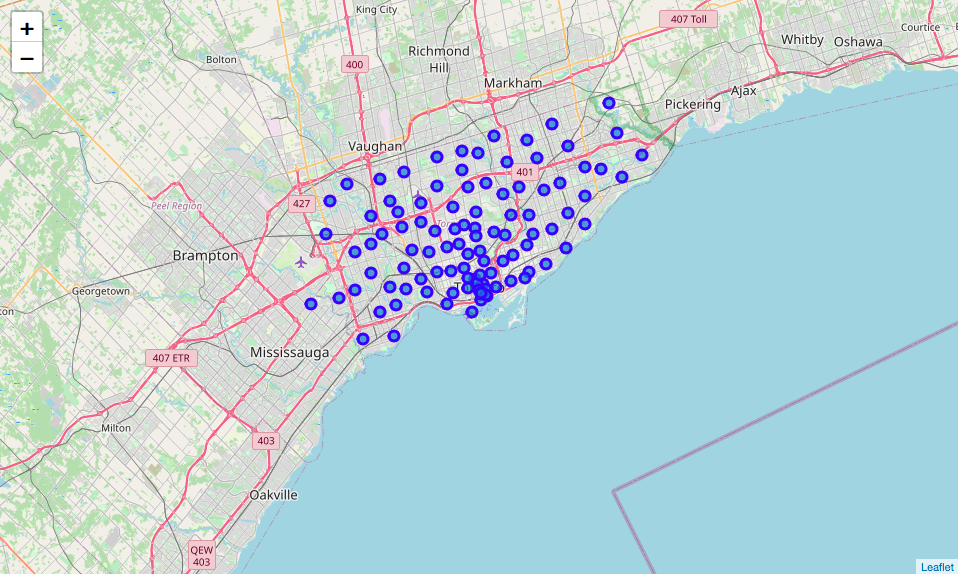 King City
407 Toll
Courtice
Whitby
Oshawa
+
−
Richmond
Hill
Bolton
400
Markham
Ajax
Pickering
Vaughan
401
427
Peel Region
Brampton
Georgetown
Mississauga
407 ETR
Milton
403
Oakville
QEW
403
Leaflet